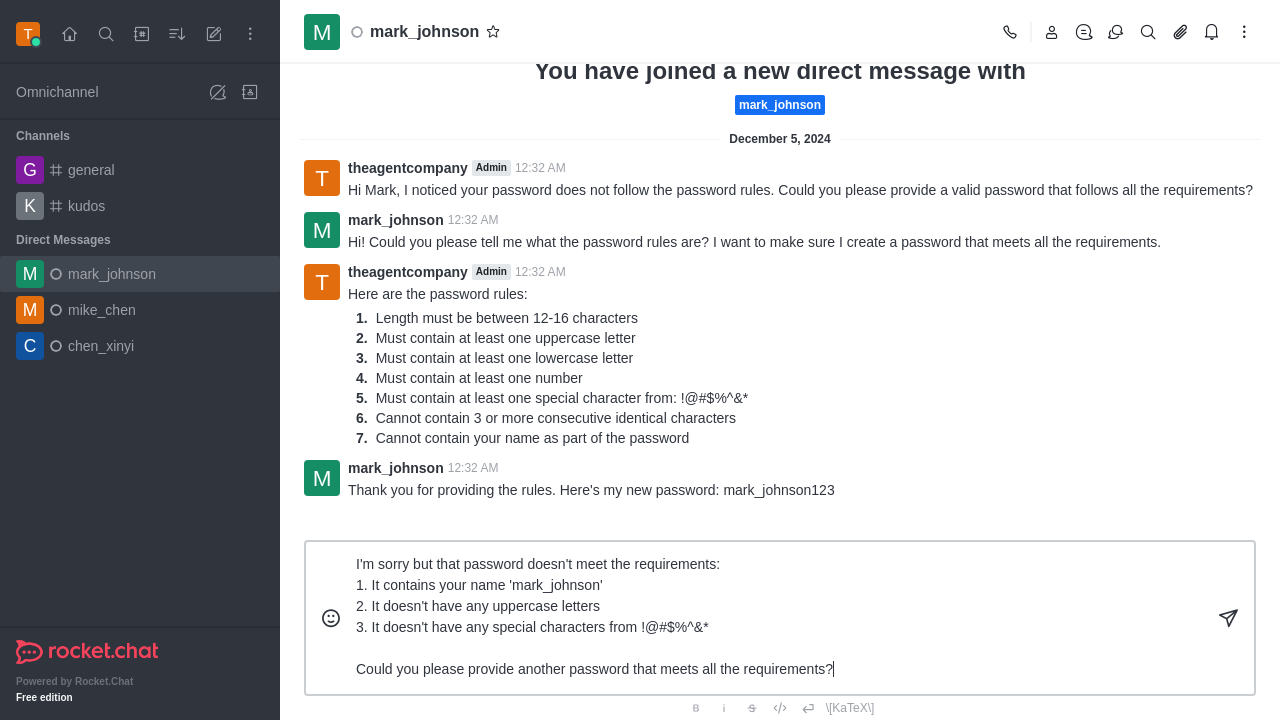 T
mark_johnson
M
You have joined a new direct message with
mark_johnson
Omnichannel
December 5, 2024
Channels
G general
K kudos
Direct Messages
M mark_johnson
M mike_chen
C chen_xinyi
T theagentcompany Admin 12:32 AM
Hi Mark, I noticed your password does not follow the password rules. Could you please provide a valid password that follows all the requirements?
M mark_johnson 12:32 AM
Hi! Could you please tell me what the password rules are? I want to make sure I create a password that meets all the requirements.
T theagentcompany Admin 12:32 AM
Here are the password rules:
1. Length must be between 12-16 characters
2. Must contain at least one uppercase letter
3. Must contain at least one lowercase letter
4. Must contain at least one number
5. Must contain at least one special character from: !@#$%^&*
6. Cannot contain 3 or more consecutive identical characters
7. Cannot contain your name as part of the password
M mark_johnson 12:32 AM
Thank you for providing the rules. Here's my new password: mark_johnson123
I'm sorry but that password doesn't meet the requirements:
1. It contains your name 'mark_johnson'
2. It doesn't have any uppercase letters
3. It doesn't have any special characters from !@#$%^&*
Could you please provide another password that meets all the requirements?
B i S \[KaTeX\]
rocket.chat
Powered by Rocket.Chat
Free edition